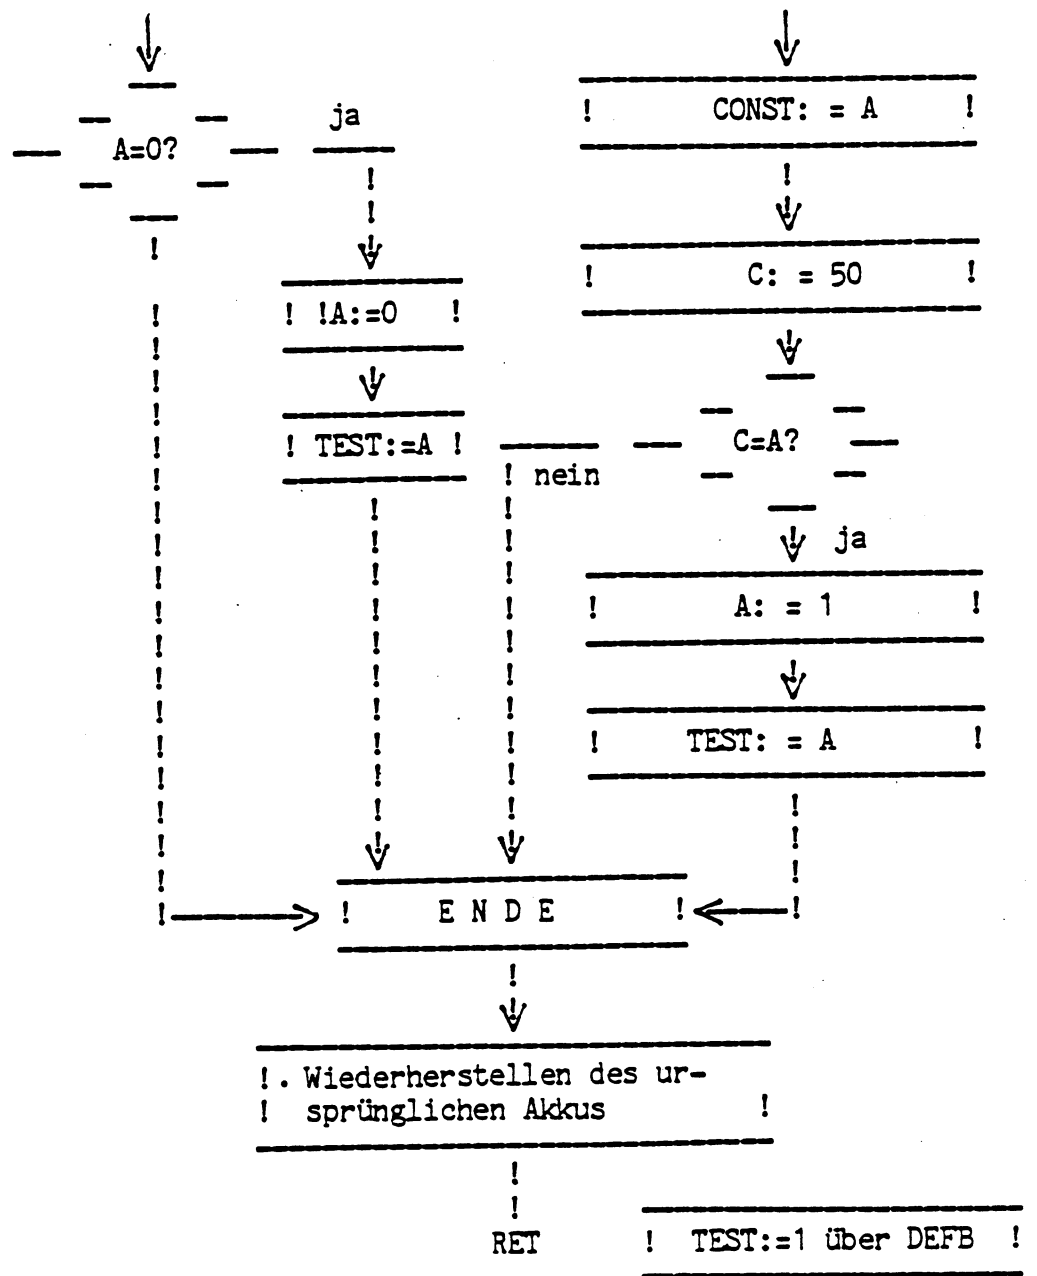 CONST: = A
ja
A=0?
C: = 50
!A:=0
C=A?
TEST:=A
nein
ja
A: = 1
TEST: = A
E N D E
. Wiederherstellen des ur-
sprünglichen Akkus
RET
TEST:=1 über DEFB